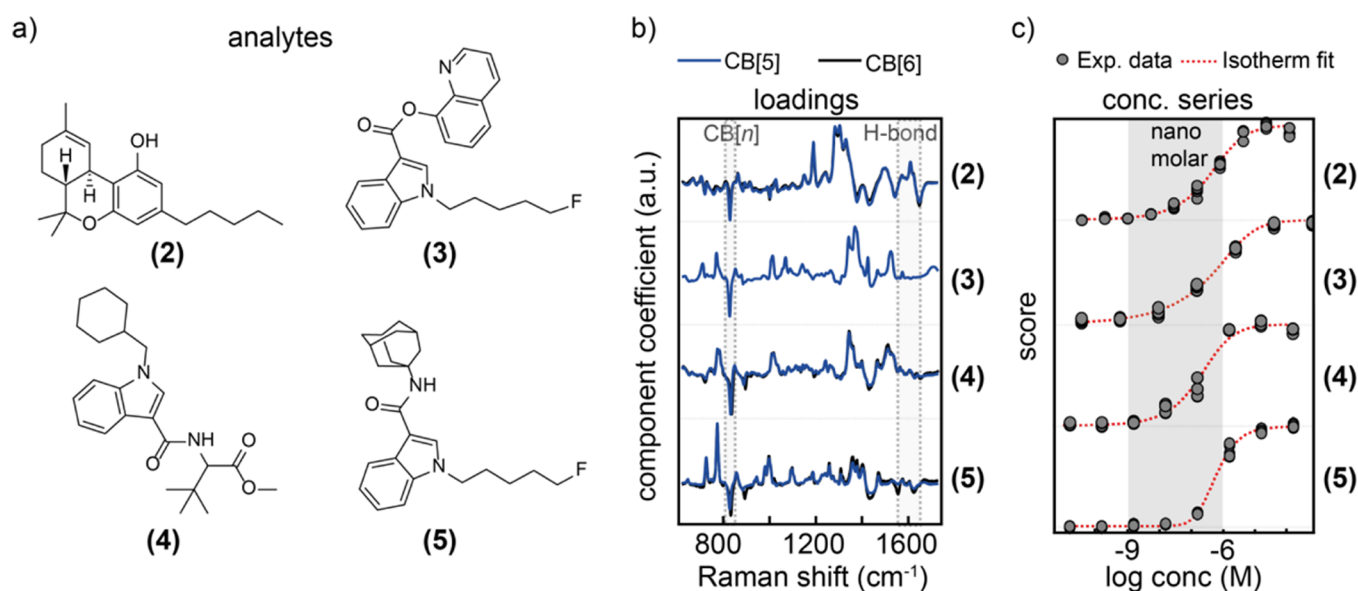 a)
analytes
OH
H
H
O
(2)
N
O
O
N
F
(3)
N
NH
O
O
O
(4)
NH
O
N
F
(5)
b)
CB[5] CB[6]
loadings
CB[n] H-bond
(2)
(3)
(4)
(5)
component coefficient (a.u.)
800 1200 1600
Raman shift (cm⁻¹)
c)
Exp. data Isotherm fit
conc. series
nano
molar
(2)
(3)
(4)
(5)
score
-9 -6
log conc (M)